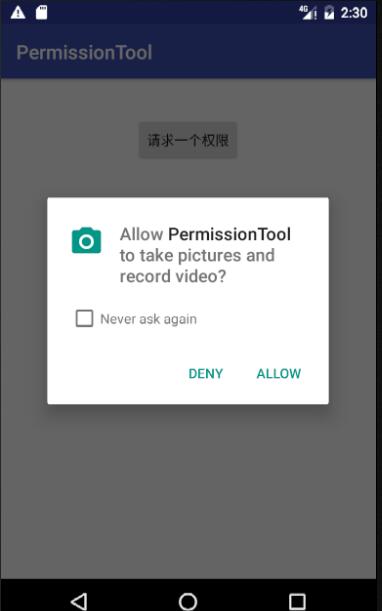 4G 2:30
PermissionTool
请求一个权限
Allow PermissionTool
to take pictures and
record video?
Never ask again
DENY ALLOW